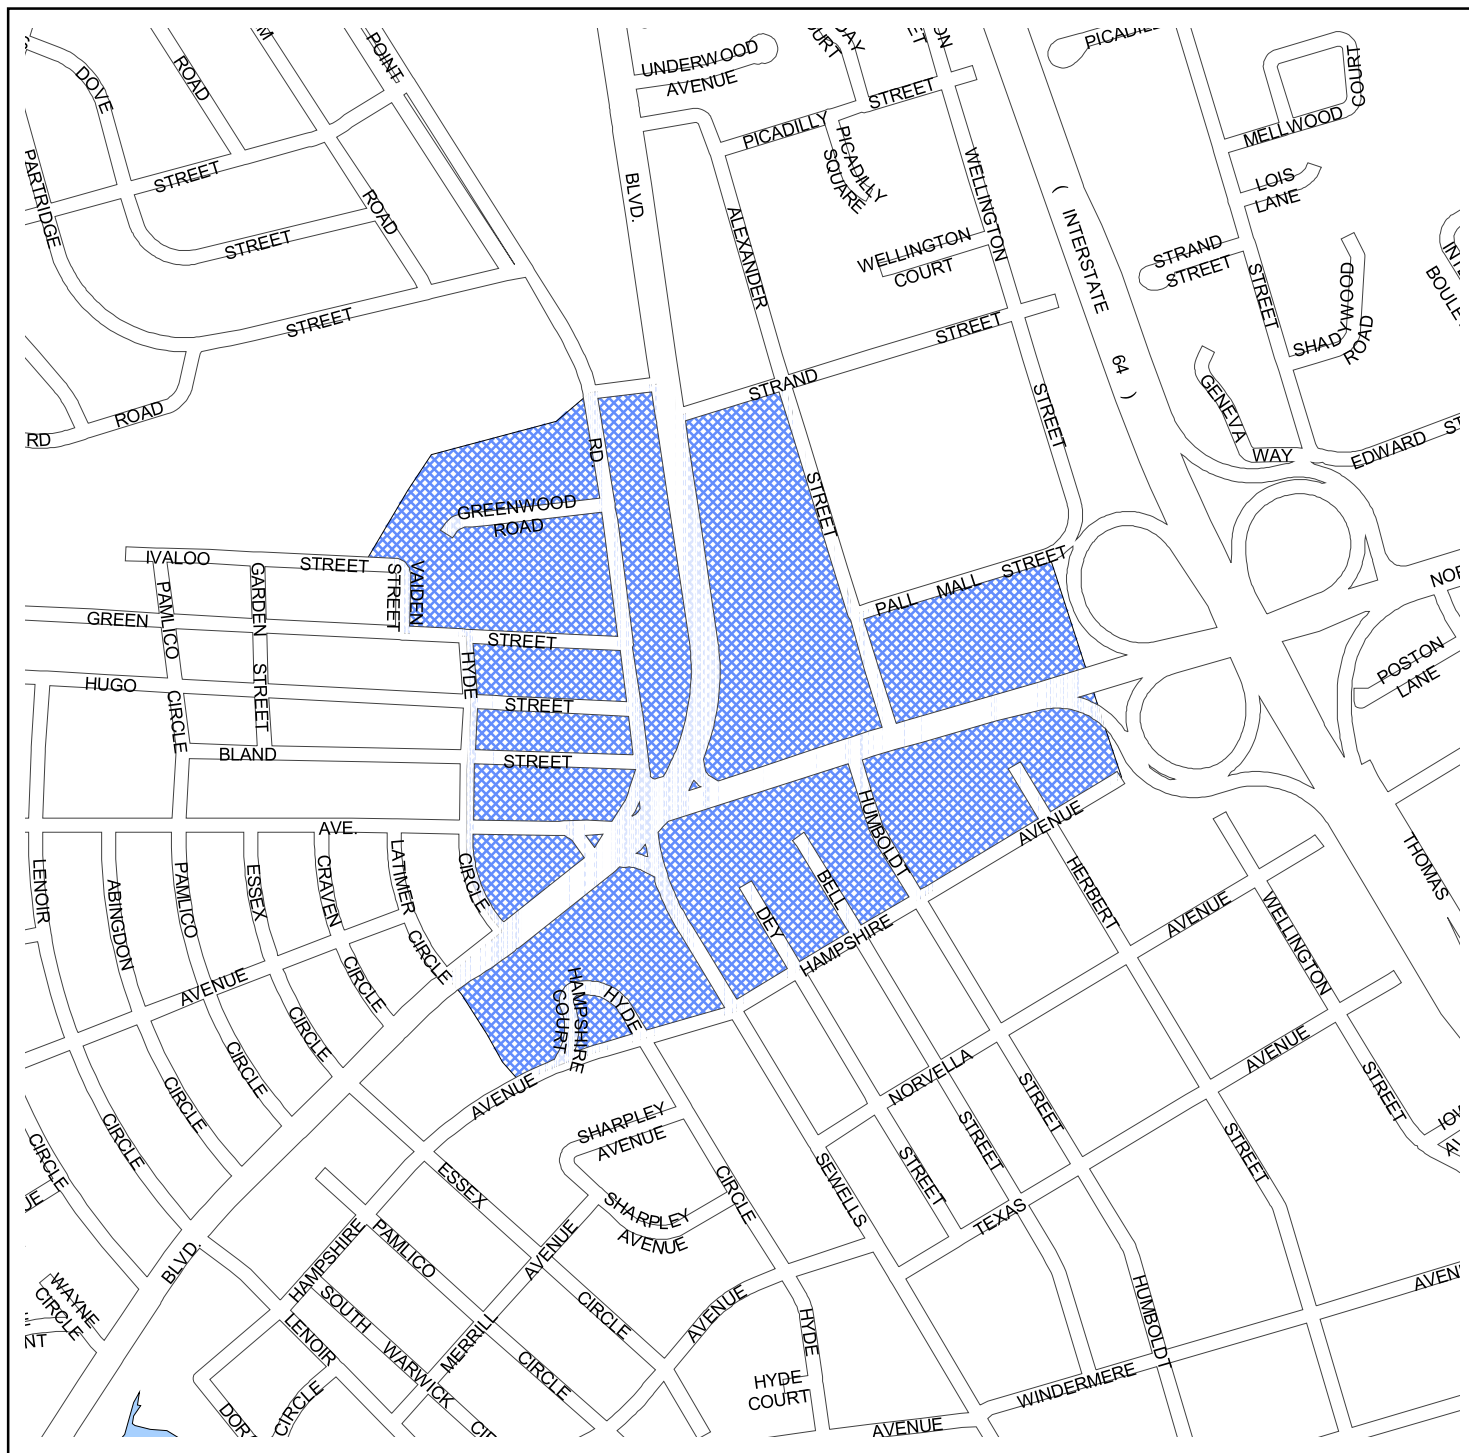 DOVE
ROAD
POINT
UNDERWOOD
AVENUE
PARTRIDGE
STREET
ROAD
STREET
STREET
ROAD
BLVD.
PICADILLY
STREET
PICADILLY
SQUARE
WELLINGTON
ALEXANDER
WELLINGTON
COURT
( INTERSTATE 64 )
MELLWOOD
COURT
LOIS
LANE
STRAND
STREET
STREET
SHADYWOOD
ROAD
GENEVA
WAY
EDWARD
STRAND
STREET
STREET
STREET
RD.
GREENWOOD
ROAD
IVALOO
STREET
STREET
VAIDEN
PAMLICO
CIRCLE
GARDEN
STREET
GREEN
STREET
HUGO
STREET
HYDE
CIRCLE
BLAND
STREET
AVE.
PALL MALL STREET
POSTON
LANE
THOMAS
LENOIR
ABINGDON
PAMLICO
ESSEX
CRAVEN
LATIMER
CIRCLE
CIRCLE
CIRCLE
CIRCLE
CIRCLE
CIRCLE
CIRCLE
AVENUE
HUMBOLDT
BELL
DEY
HAMPSHIRE
AVENUE
HERBERT
AVENUE
WELLINGTON
AVENUE
STREET
HAMPSHIRE
COURT
HYDE
AVENUE
NORVELLA
STREET
STREET
STREET
STREET
SHARPLEY
AVENUE
SHARPLEY
AVENUE
CIRCLE
SEWELLS
TEXAS
ESSEX
CIRCLE
PAMLICO
CIRCLE
HAMPSHIRE
AVENUE
MERRILL
AVENUE
SOUTH WARWICK
LENOIR
CIRCLE
BLVD.
WAYNE
CIRCLE
HYDE
HYDE
COURT
AVENUE
WINDERMERE
HUMBOLDT